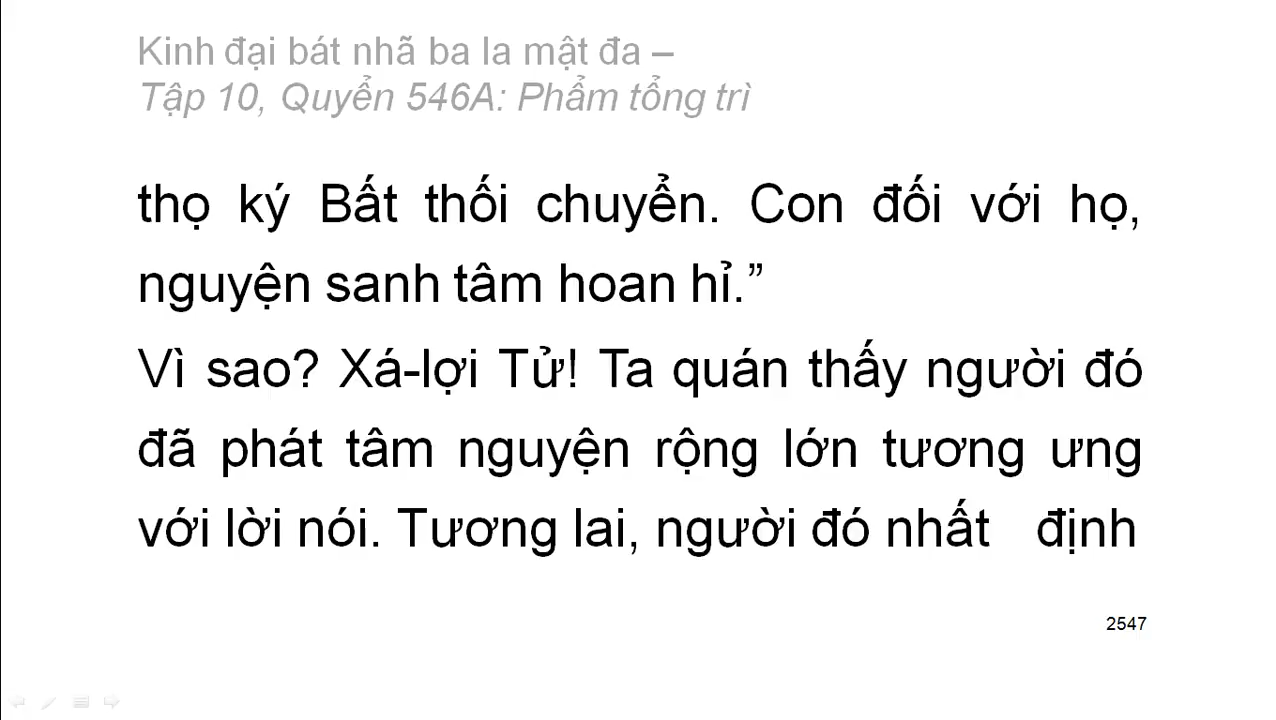 Kinh đại bát nhã ba la mật đa –
Tập 10, Quyển 546A: Phẩm tổng trì
thọ ký Bất thối chuyển. Con đối với họ,
nguyện sanh tâm hoan hỉ.”
Vì sao? Xá-lợi Tử! Ta quán thấy người đó
đã phát tâm nguyện rộng lớn tương ưng
với lời nói. Tương lai, người đó nhất định
2547